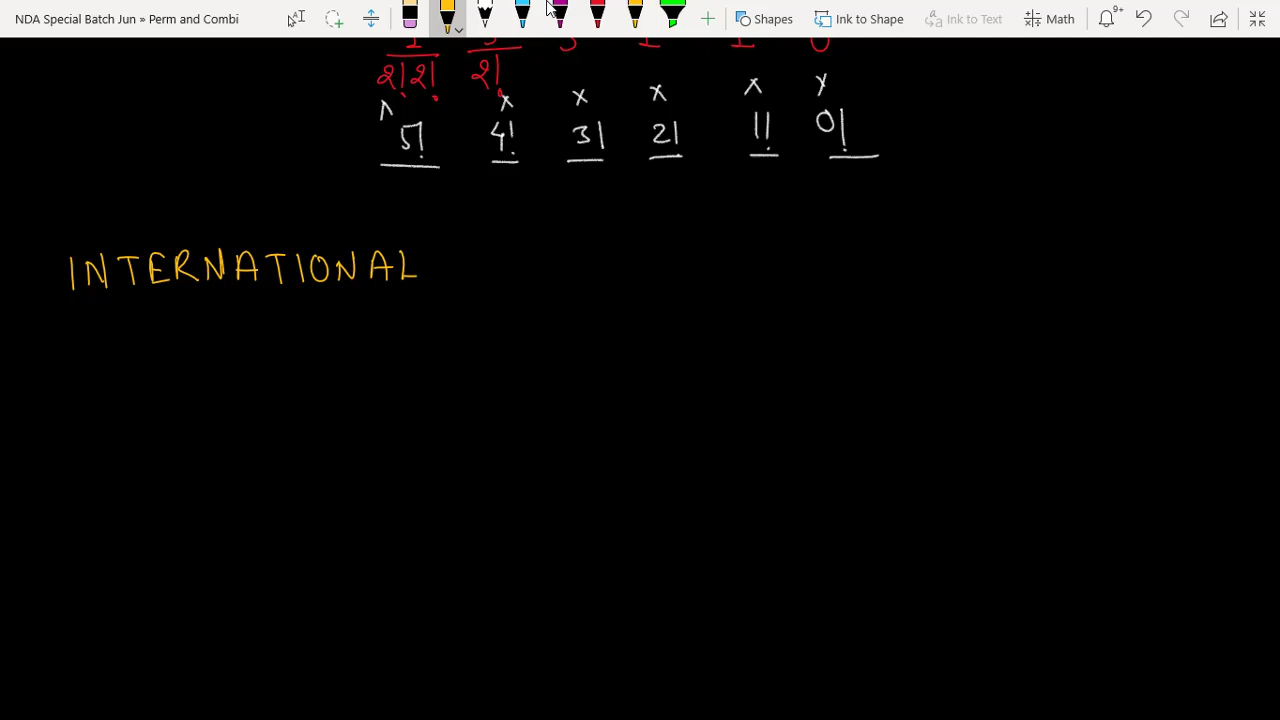 NDA Special Batch Jun » Perm and Combi Shapes Ink to Shape Ink to Text Math 9+
2! 2! 2!
x x x x x y
5! 4! 3! 2! 1! 0!
INTERNATIONAL